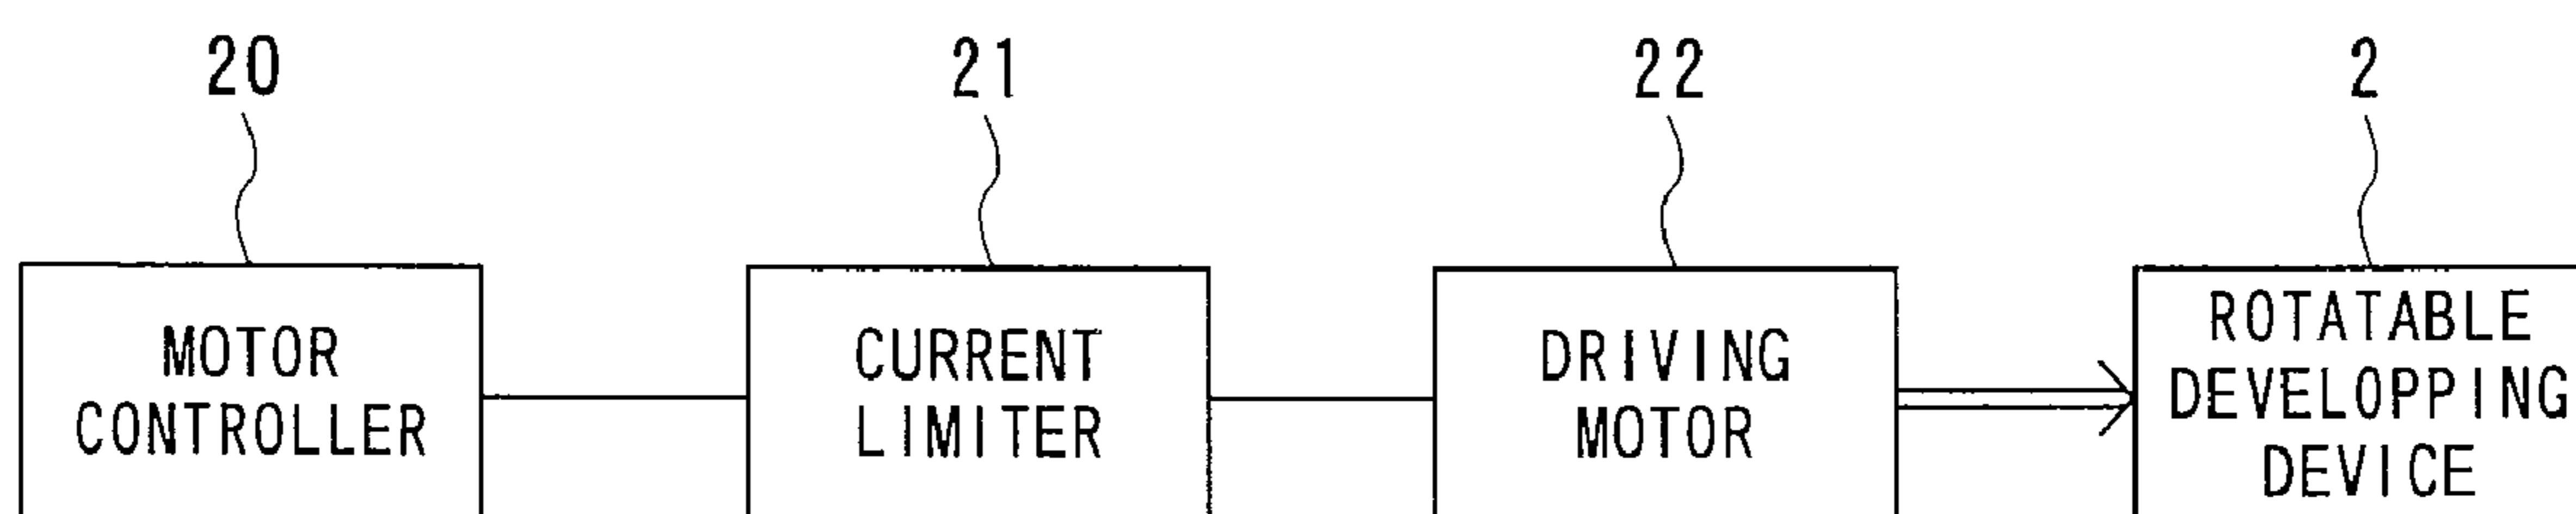 20
21
22
2
MOTOR
CONTROLLER
CURRENT
LIMITER
DRIVING
MOTOR
ROTATABLE
DEVELOPPING
DEVICE